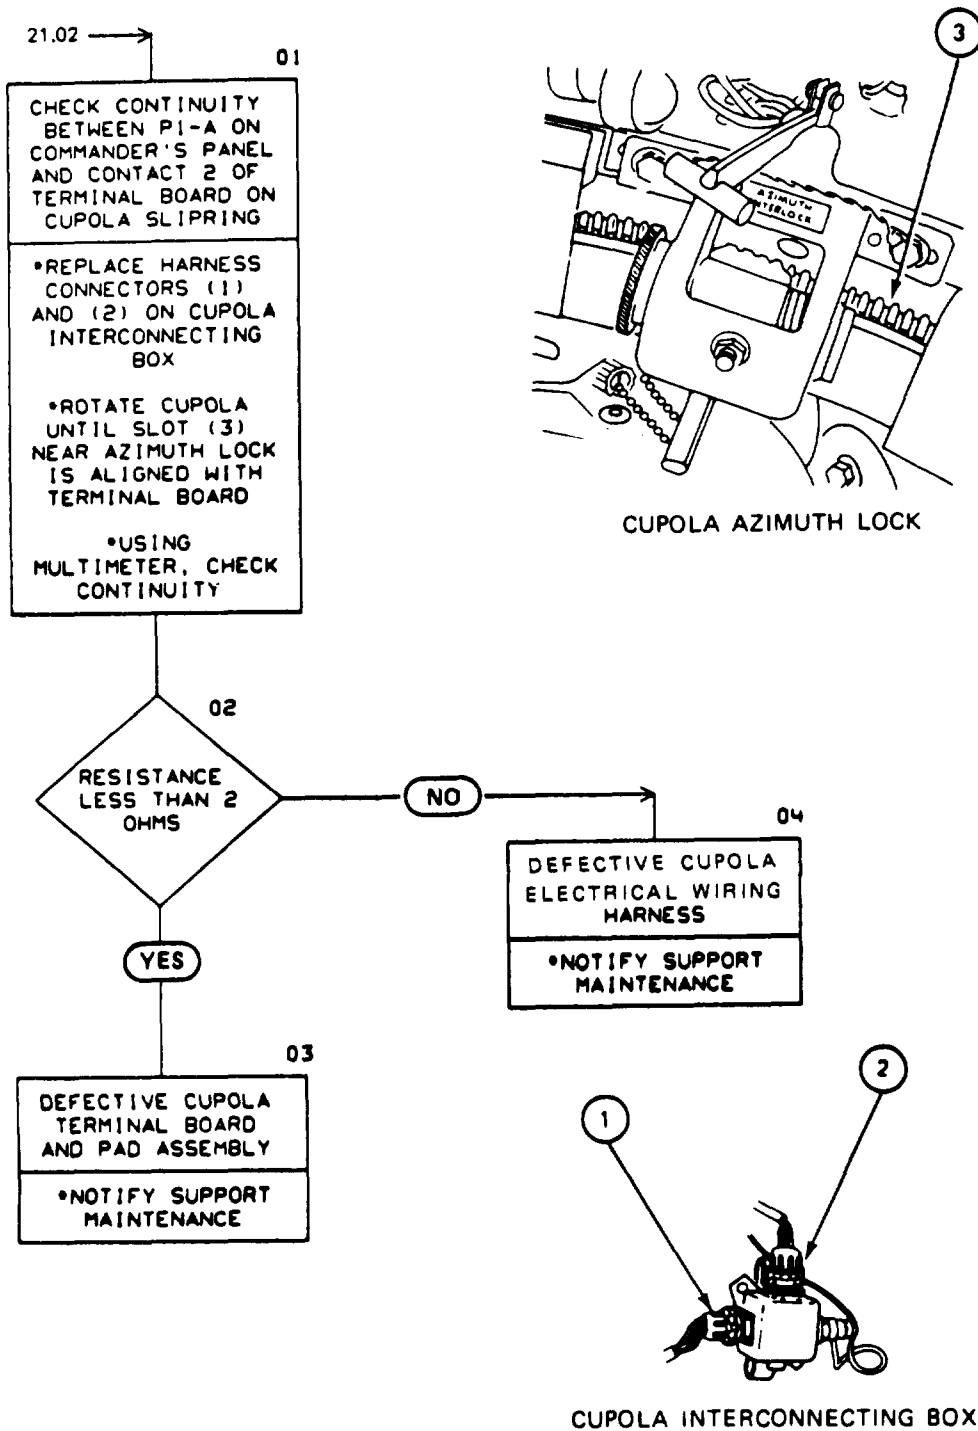 21.02
01
CHECK CONTINUITY
BETWEEN P1-A ON
COMMANDER'S PANEL
AND CONTACT 2 OF
TERMINAL BOARD ON
CUPOLA SLIPRING
•REPLACE HARNESS
CONNECTORS (1)
AND (2) ON CUPOLA
INTERCONNECTING
BOX
•ROTATE CUPOLA
UNTIL SLOT (3)
NEAR AZIMUTH LOCK
IS ALIGNED WITH
TERMINAL BOARD
•USING
MULTIMETER, CHECK
CONTINUITY
02
RESISTANCE
LESS THAN 2
OHMS
NO
YES
04
DEFECTIVE CUPOLA
ELECTRICAL WIRING
HARNESS
•NOTIFY SUPPORT
MAINTENANCE
03
DEFECTIVE CUPOLA
TERMINAL BOARD
AND PAD ASSEMBLY
•NOTIFY SUPPORT
MAINTENANCE
3
AZIMUTH
INTERLOCK
CUPOLA AZIMUTH LOCK
1
2
CUPOLA INTERCONNECTING BOX